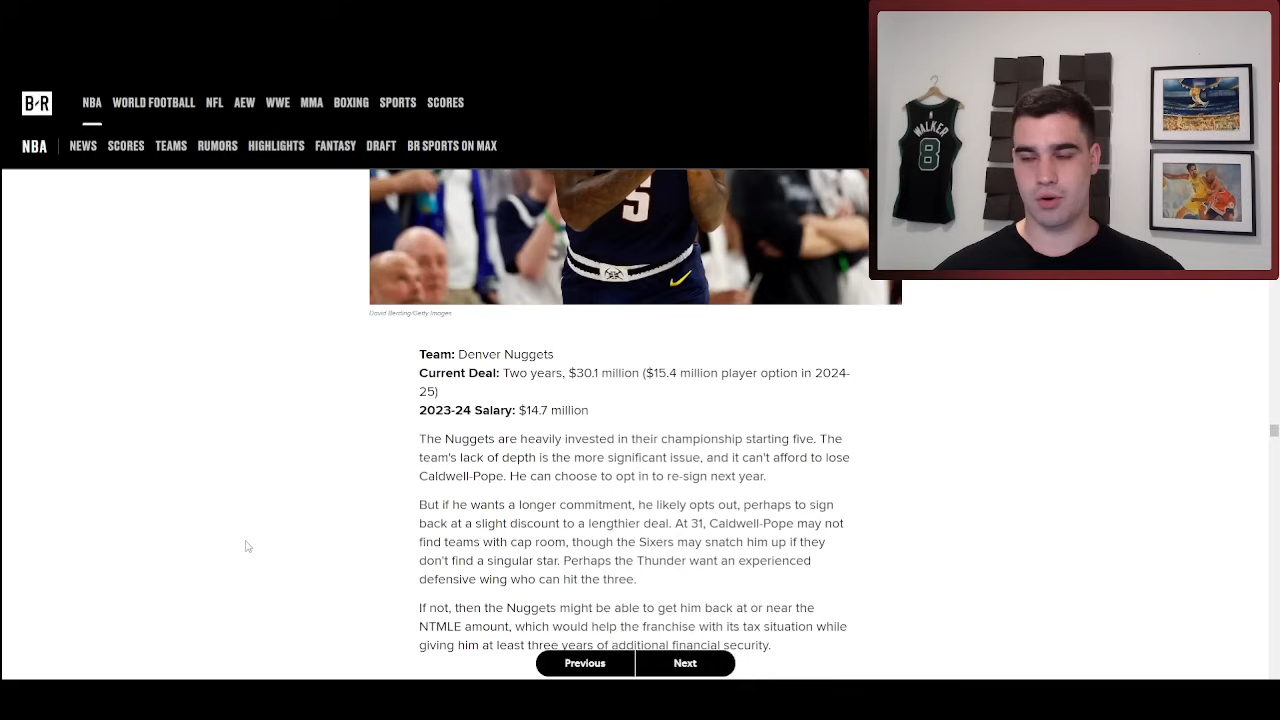 B/R
NBA WORLD FOOTBALL NFL AEW WWE MMA BOXING SPORTS SCORES
NBA NEWS SCORES TEAMS RUMORS HIGHLIGHTS FANTASY DRAFT BR SPORTS ON MAX
WALKER
8
5
David Berding/Getty Images
Team: Denver Nuggets
Current Deal: Two years, $30.1 million ($15.4 million player option in 2024-
25)
2023-24 Salary: $14.7 million
The Nuggets are heavily invested in their championship starting five. The
team's lack of depth is the more significant issue, and it can't afford to lose
Caldwell-Pope. He can choose to opt in to re-sign next year.
But if he wants a longer commitment, he likely opts out, perhaps to sign
back at a slight discount to a lengthier deal. At 31, Caldwell-Pope may not
find teams with cap room, though the Sixers may snatch him up if they
don't find a singular star. Perhaps the Thunder want an experienced
defensive wing who can hit the three.
If not, then the Nuggets might be able to get him back at or near the
NTMLE amount, which would help the franchise with its tax situation while
giving him at least three years of additional financial security.
Previous Next